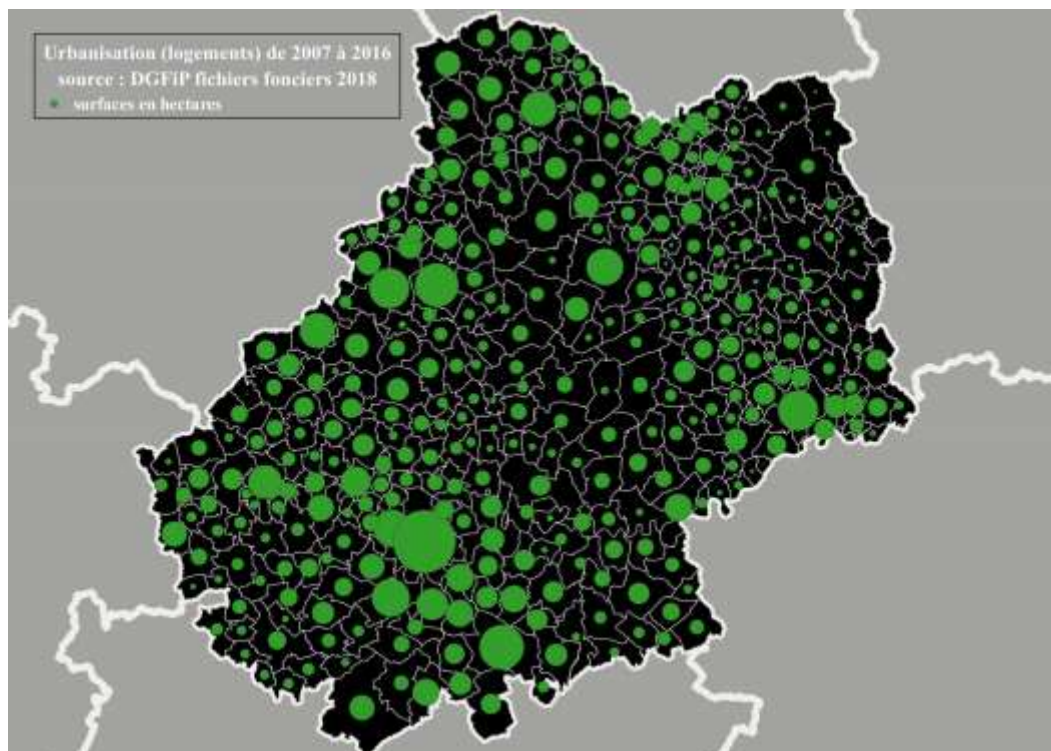 Urbanisation (logements) de 2007 à 2016
source : DGFiP fichiers fonciers 2018
surfaces en hectares